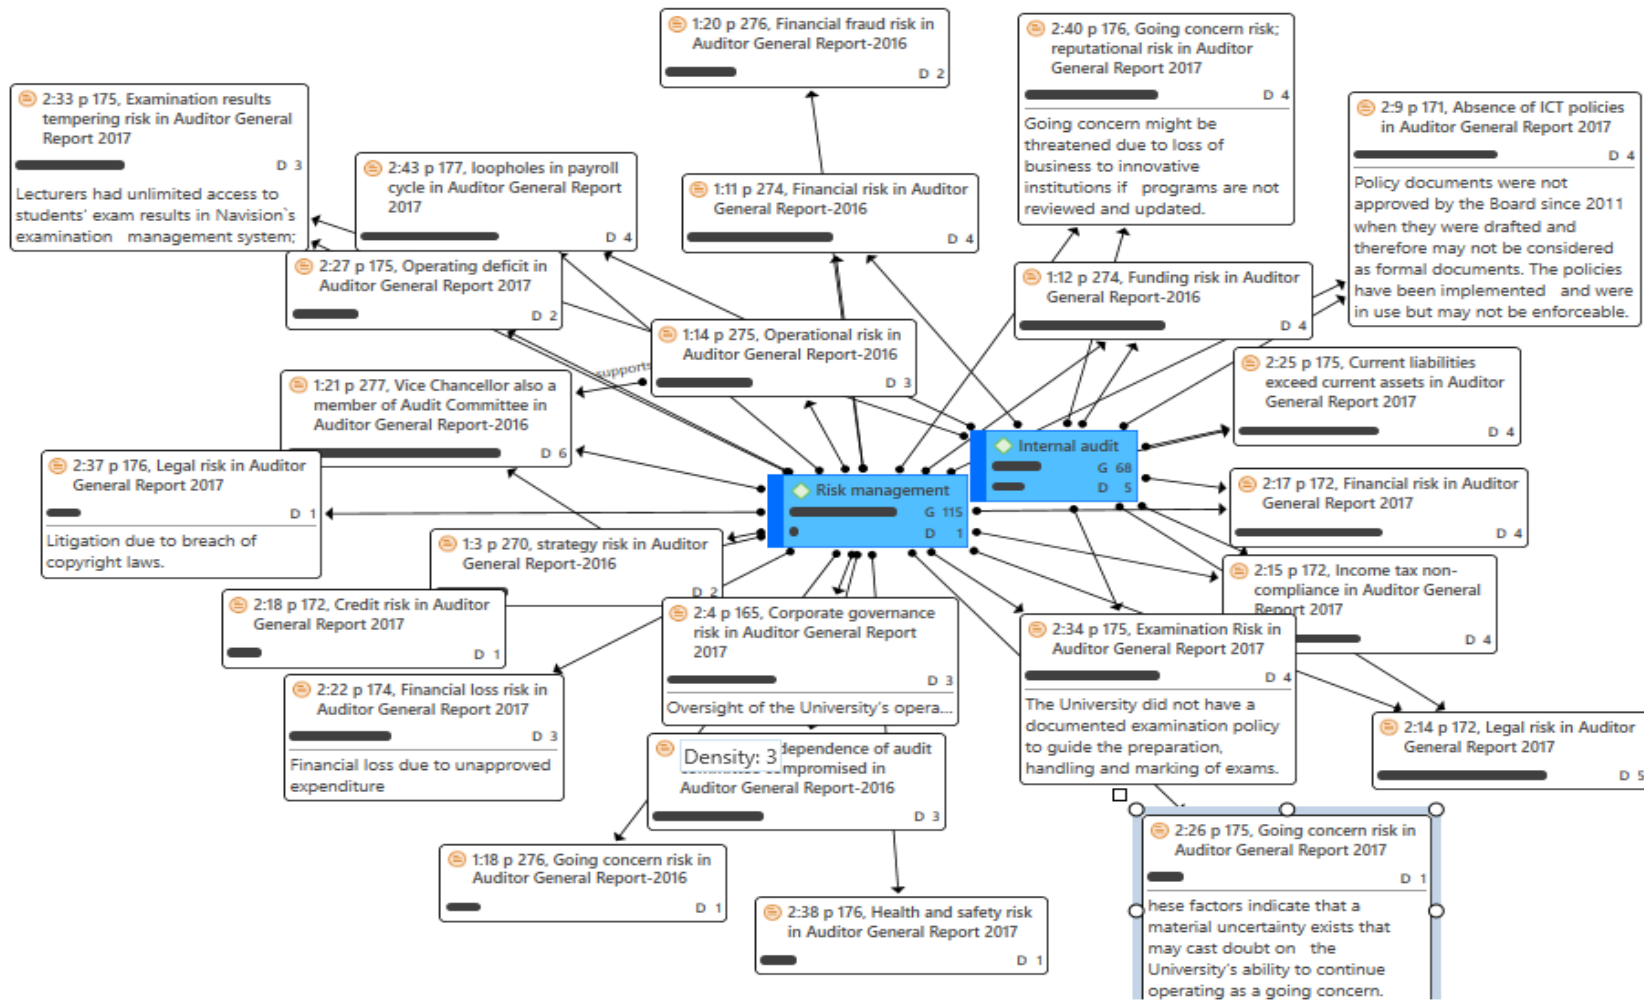 1:20 p 276, Financial fraud risk in
Auditor General Report-2016
D 2
2:40 p 176, Going concern risk;
reputational risk in Auditor
General Report 2017
D 4
Going concern might be
threatened due to loss of
business to innovative
institutions if programs are not
reviewed and updated.
2:33 p 175, Examination results
tempering risk in Auditor General
Report 2017
D 3
Lecturers had unlimited access to
students' exam results in Navision`s
examination management system;
2:9 p 171, Absence of ICT policies
in Auditor General Report 2017
D 4
Policy documents were not
approved by the Board since 2011
when they were drafted and
therefore may not be considered
as formal documents. The policies
have been implemented and were
in use but may not be enforceable.
2:43 p 177, loopholes in payroll
cycle in Auditor General Report
2017
D 4
1:11 p 274, Financial risk in Auditor
General Report-2016
D 4
2:27 p 175, Operating deficit in
Auditor General Report 2017
D 2
1:12 p 274, Funding risk in Auditor
General Report-2016
D 4
1:14 p 275, Operational risk in
Auditor General Report-2016
D 3
supports
2:25 p 175, Current liabilities
exceed current assets in Auditor
General Report 2017
D 4
1:21 p 277, Vice Chancellor also a
member of Audit Committee in
Auditor General Report-2016
D 6
Internal audit
G 68
D 5
2:37 p 176, Legal risk in Auditor
General Report 2017
D 1
Litigation due to breach of
copyright laws.
Risk management
G 115
D 1
2:17 p 172, Financial risk in Auditor
General Report 2017
D 4
1:3 p 270, strategy risk in Auditor
General Report-2016
D 2
2:15 p 172, Income tax non-
compliance in Auditor General
Report 2017
D 4
2:18 p 172, Credit risk in Auditor
General Report 2017
D 1
2:4 p 165, Corporate governance
risk in Auditor General Report
2017
D 3
Oversight of the University's opera...
2:34 p 175, Examination Risk in
Auditor General Report 2017
D 4
The University did not have a
documented examination policy
to guide the preparation,
handling and marking of exams.
2:22 p 174, Financial loss risk in
Auditor General Report 2017
D 3
Financial loss due to unapproved
expenditure
2:14 p 172, Legal risk in Auditor
General Report 2017
D 5
Density: 3
dependence of audit
compromised in
Auditor General Report-2016
D 3
2:26 p 175, Going concern risk in
Auditor General Report 2017
D 1
hese factors indicate that a
material uncertainty exists that
may cast doubt on the
University's ability to continue
operating as a going concern.
1:18 p 276, Going concern risk in
Auditor General Report-2016
D 1
2:38 p 176, Health and safety risk
in Auditor General Report 2017
D 1